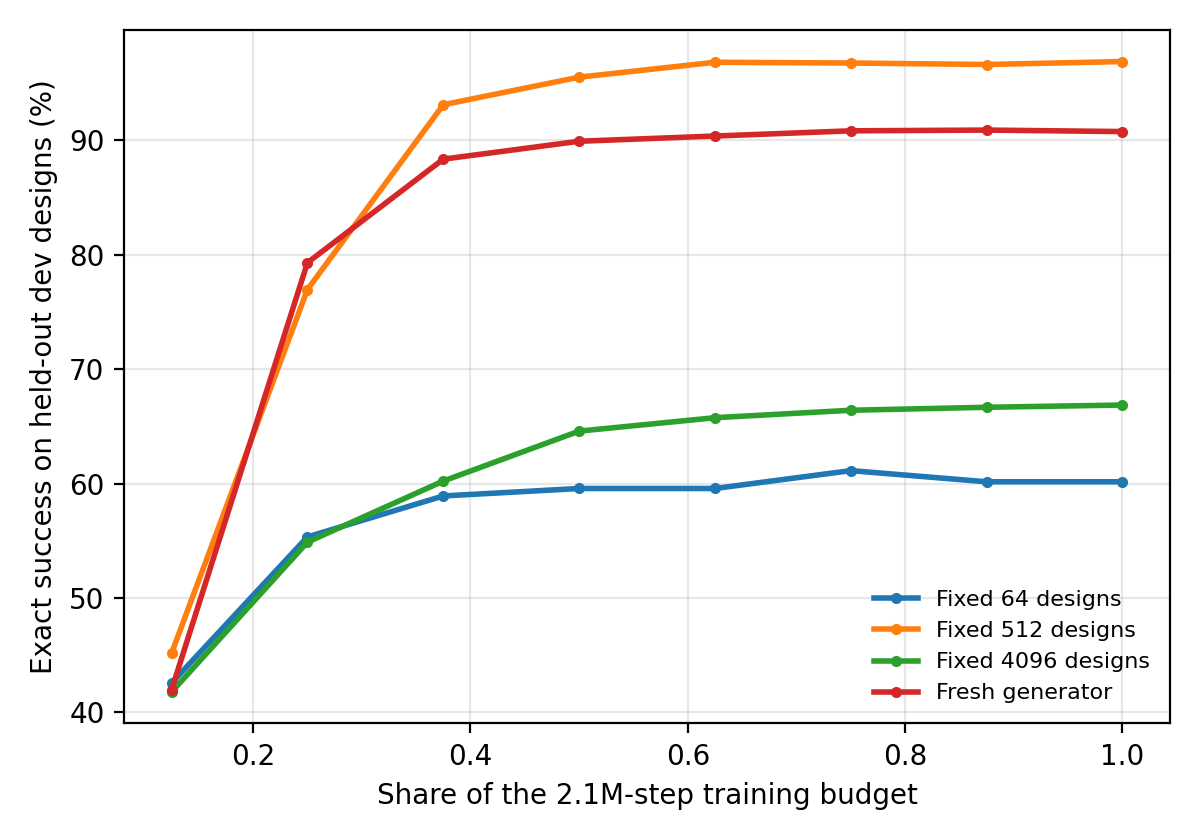 Exact success on held-out dev designs (%)
90
80
70
60
50
40
0.2 0.4 0.6 0.8 1.0
Share of the 2.1M-step training budget
Fixed 64 designs
Fixed 512 designs
Fixed 4096 designs
Fresh generator